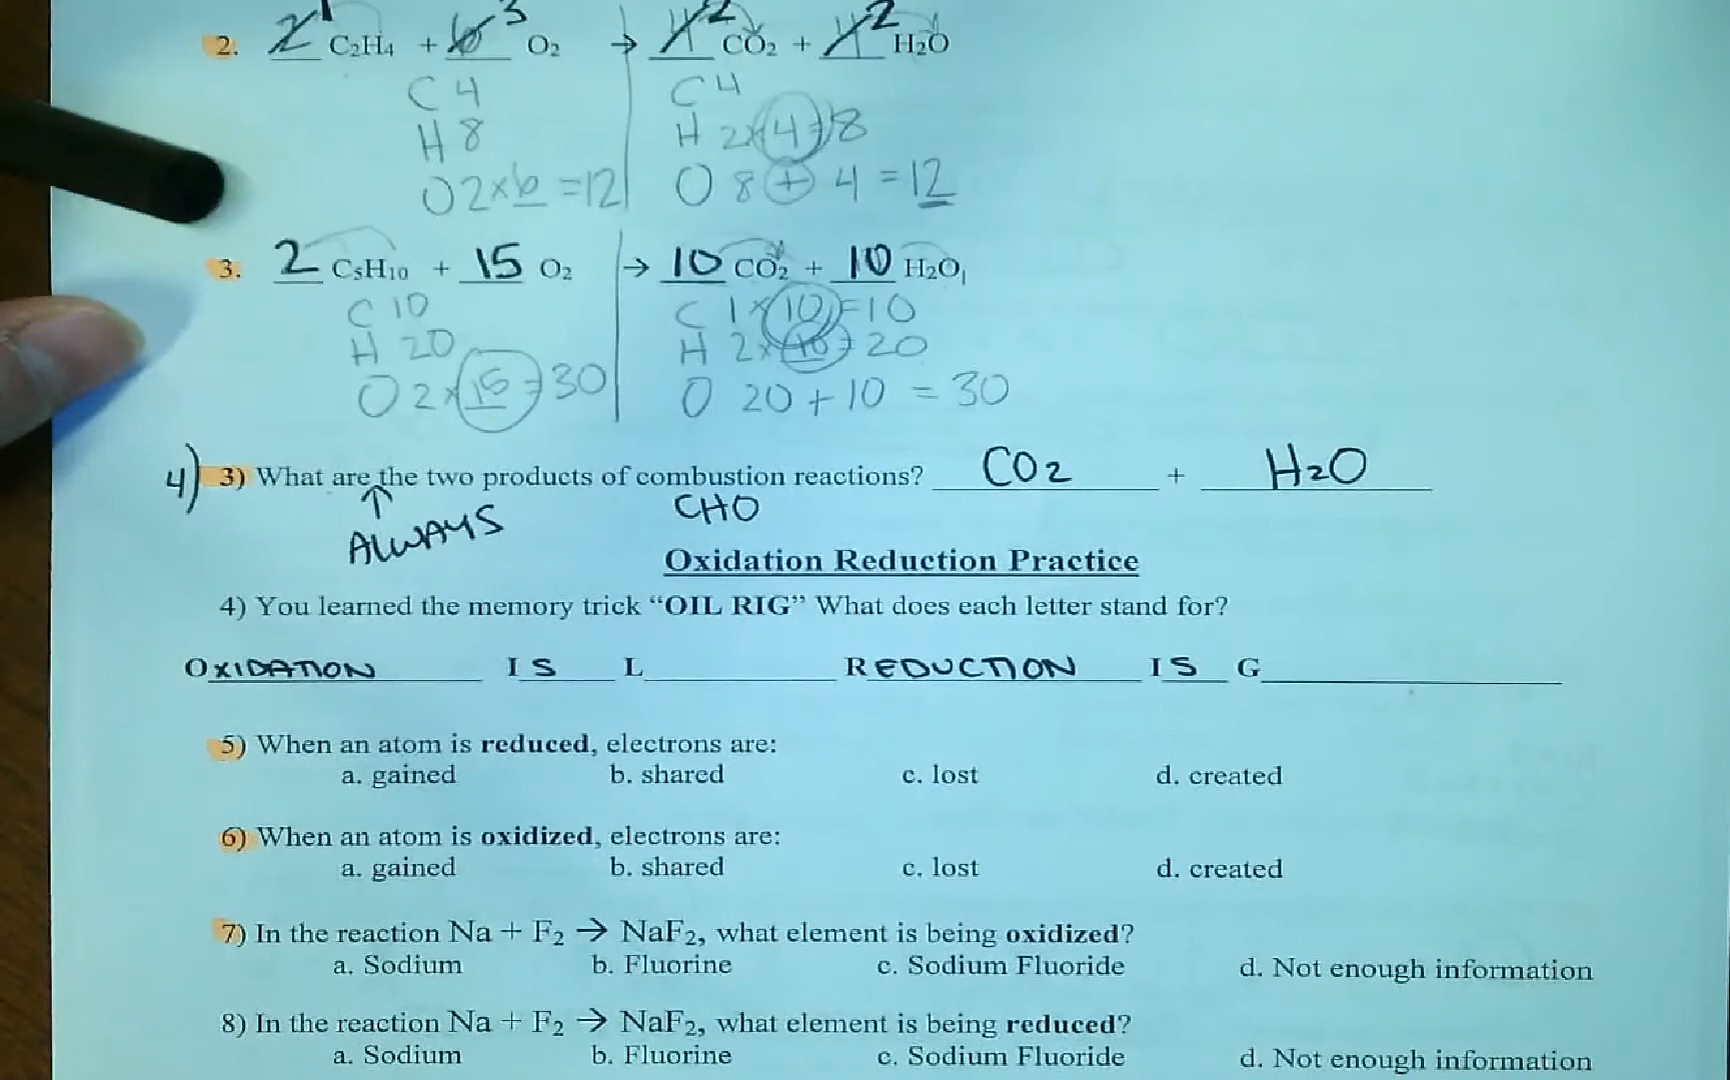 2. 2 1 C₂H₄ + 6 3 O₂ → 4 2 CO₂ + 4 2 H₂O
C 4 C 4
H 8 H 2×4=8
O 2×6=12 O 8+4=12
3. 2 C₅H₁₀ + 15 O₂ → 10 CO₂ + 10 H₂O₁
C 10 C 1×10=10
H 20 H 2×10=20
O 2×15=30 O 20+10=30
4) 3) What are the two products of combustion reactions? CO₂ + H₂O
↑ CHO
ALWAYS
Oxidation Reduction Practice
4) You learned the memory trick “OIL RIG” What does each letter stand for?
OXIDATION IS L REDUCTION IS G
5) When an atom is reduced, electrons are:
a. gained b. shared c. lost d. created
6) When an atom is oxidized, electrons are:
a. gained b. shared c. lost d. created
7) In the reaction Na + F₂ → NaF₂, what element is being oxidized?
a. Sodium b. Fluorine c. Sodium Fluoride d. Not enough information
8) In the reaction Na + F₂ → NaF₂, what element is being reduced?
a. Sodium b. Fluorine c. Sodium Fluoride d. Not enough information